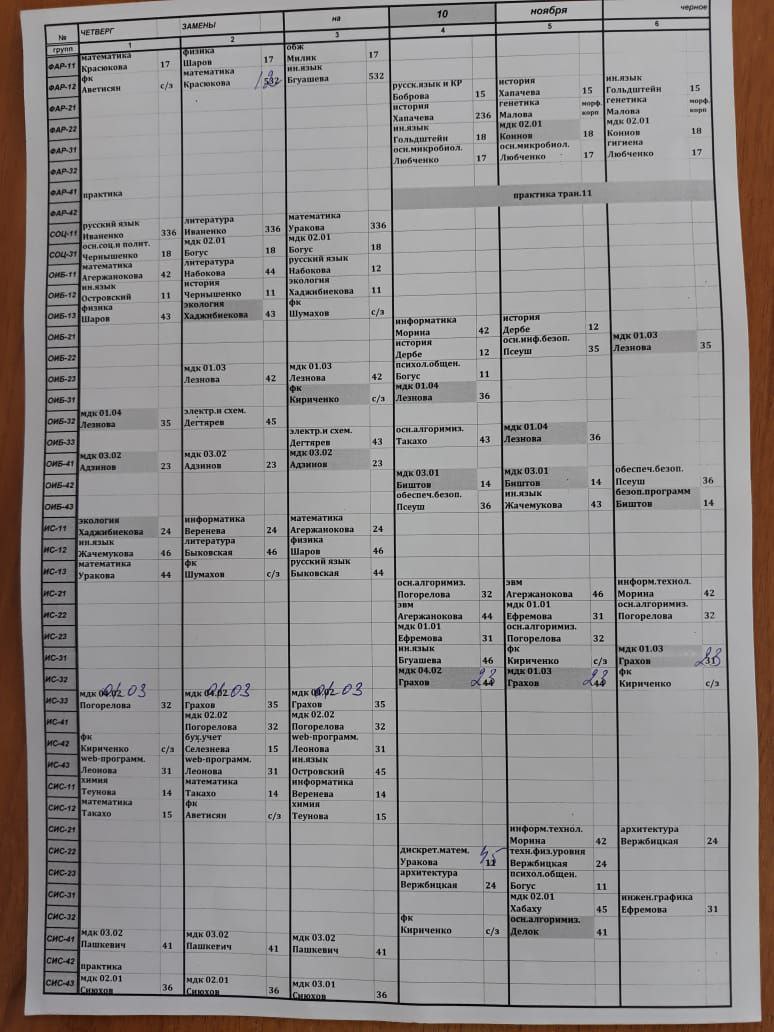 № групп ЧЕТВЕРГ ЗАМЕНЫ на 10 ноября черное
1 2 3 4 5 6
математика физика обж
ФАР-11 Красюкова 17 Шаров 17 Милик 17
фк математика ин.язык
ФАР-12 Аветисян с/з Красюкова 532 12 Бгуашева 532
русск.язык и КР история ин.язык
ФАР-21 Боброва 15 Хапачева 15 Гольдштейн 15
история генетика морф. генетика морф.
ФАР-22 Хапачева 236 Малова корп Малова корп
ин.язык мдк 02.01 мдк 02.01
ФАР-31 Гольдштейн 18 Коннов 18 Коннов 18
осн.микробиол. осн.микробиол. гигиена
ФАР-32 Любченко 17 Любченко 17 Любченко 17
ФАР-41 практика практика тран.11
ФАР-42
русский язык литература математика
СОЦ-11 Иваненко 336 Иваненко 336 Уракова 336
осн.соц.и полит. мдк 02.01 мдк 02.01
СОЦ-31 Чернышенко 18 Богус 18 Богус 18
математика литература русский язык
ОИБ-11 Агержанокова 42 Набокова 44 Набокова 12
ин.язык история экология
ОИБ-12 Островский 11 Чернышенко 11 Хаджибиекова 11
физика экология фк
ОИБ-13 Шаров 43 Хаджибиекова 43 Шумахов с/з
информатика история
ОИБ-21 Морина 42 Дербе 12
история осн.инф.безоп. мдк 01.03
ОИБ-22 Дербе 12 Псеуш 35 Лезнова 35
мдк 01.03 мдк 01.03 психол.общен.
ОИБ-23 Лезнова 42 Лезнова 42 Богус 11
фк мдк 01.04
ОИБ-31 Кириченко с/з Лезнова 36
мдк 01.04 электр.и схем.
ОИБ-32 Лезнова 35 Дегтярев 45
электр.и схем. осн.алгоримиз. мдк 01.04
ОИБ-33 Дегтярев 43 Такахо 43 Лезнова 36
мдк 03.02 мдк 03.02 мдк 03.02
ОИБ-41 Адзинов 23 Адзинов 23 Адзинов 23
мдк 03.01 мдк 03.01 обеспеч.безоп.
ОИБ-42 Биштов 14 Биштов 14 Псеуш 36
обеспеч.безоп. ин.язык безоп.программ
ОИБ-43 Псеуш 36 Жачемукова 43 Биштов 14
экология информатика математика
ИС-11 Хаджибиекова 24 Веренева 24 Агержанокова 24
ин.язык литература физика
ИС-12 Жачемукова 46 Быковская 46 Шаров 46
математика фк русский язык
ИС-13 Уракова 44 Шумахов с/з Быковская 44
осн.алгоримиз. эвм информ.технол.
ИС-21 Погорелова 32 Агержанокова 46 Морина 42
эвм мдк 01.01 осн.алгоримиз.
ИС-22 Агержанокова 44 Ефремова 31 Погорелова 32
мдк 01.01 осн.алгоримиз.
ИС-23 Ефремова 31 Погорелова 32
ин.язык фк мдк 01.03
ИС-31 Бгуашева 46 Кириченко с/з Грахов 31 23
мдк 04.02 мдк 01.03 фк
ИС-32 Грахов 44 23 Грахов 44 23 Кириченко с/з
мдк 04.02 01.03 мдк 04.02 01.03 мдк 04.02 01.03
ИС-33 Погорелова 32 Грахов 35 Грахов 35
мдк 02.02 мдк 02.02
ИС-41 Погорелова 32 Погорелова 32
фк бух.учет web-программ.
ИС-42 Кириченко с/з Селезнева 15 Леонова 31
web-программ. web-программ. ин.язык
ИС-43 Леонова 31 Леонова 31 Островский 45
химия математика информатика
СИС-11 Теунова 14 Такахо 14 Веренева 14
математика фк химия
СИС-12 Такахо 15 Аветисян с/з Теунова 15
информ.технол. архитектура
СИС-21 Морина 42 Вержбицкая 24
дискрет.матем. техн.физ.уровня
СИС-22 Уракова 11 45 Вержбицкая 24
архитектура психол.общен.
СИС-23 Вержбицкая 24 Богус 11
мдк 02.01 инжен.графика
СИС-31 Хабаху 45 Ефремова 31
фк осн.алгоримиз.
СИС-32 Кириченко с/з Делок 41
мдк 03.02 мдк 03.02 мдк 03.02
СИС-41 Пашкевич 41 Пашкевич 41 Пашкевич 41
СИС-42 практика
мдк 02.01 мдк 02.01 мдк 03.01
СИС-43 Сиюхов 36 Сиюхов 36 Сиюхов 36